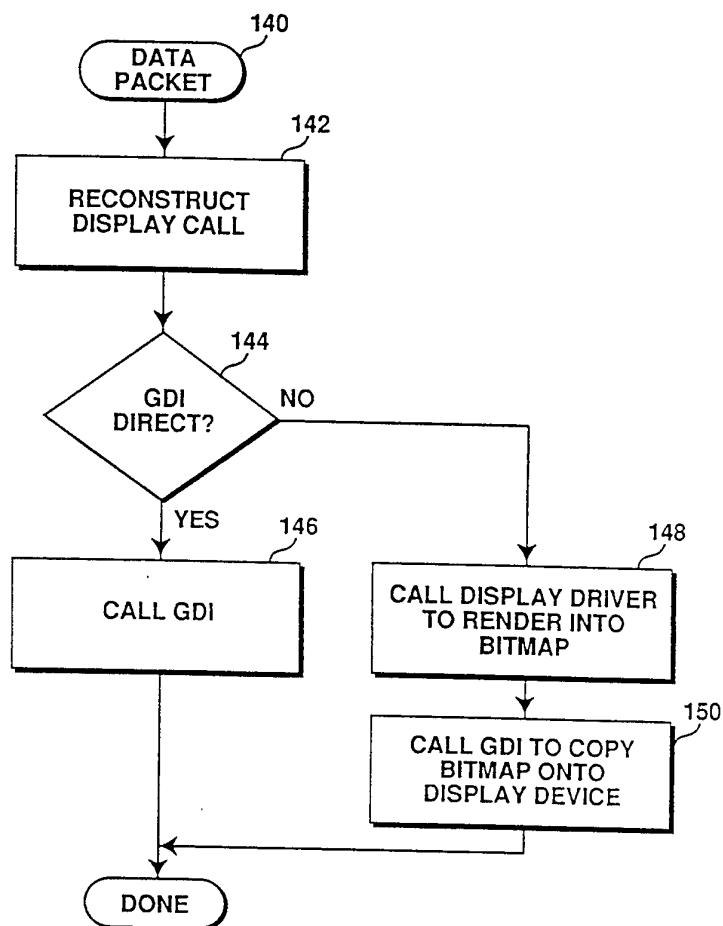 140
DATA
PACKET
142
RECONSTRUCT
DISPLAY CALL
144
GDI
DIRECT?
NO
YES
146
CALL GDI
148
CALL DISPLAY DRIVER
TO RENDER INTO
BITMAP
150
CALL GDI TO COPY
BITMAP ONTO
DISPLAY DEVICE
DONE